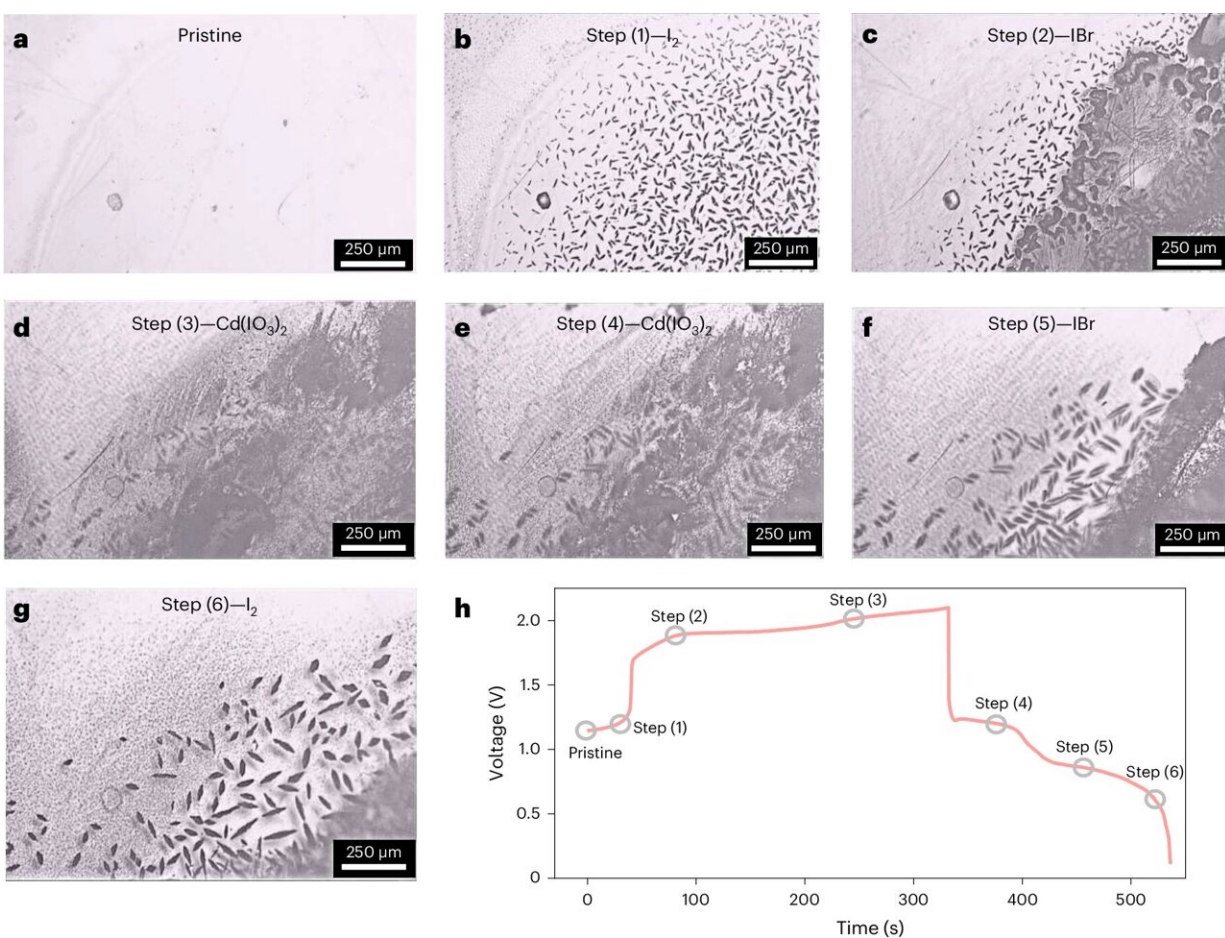 a
Pristine
250 µm
b
Step (1)—I₂
250 µm
c
Step (2)—IBr
250 µm
d
Step (3)—Cd(IO₃)₂
250 µm
e
Step (4)—Cd(IO₃)₂
250 µm
f
Step (5)—IBr
250 µm
g
Step (6)—I₂
250 µm
h
Voltage (V)
2.0
1.5
1.0
0.5
0
Pristine
Step (1)
Step (2)
Step (3)
Step (4)
Step (5)
Step (6)
0 100 200 300 400 500
Time (s)